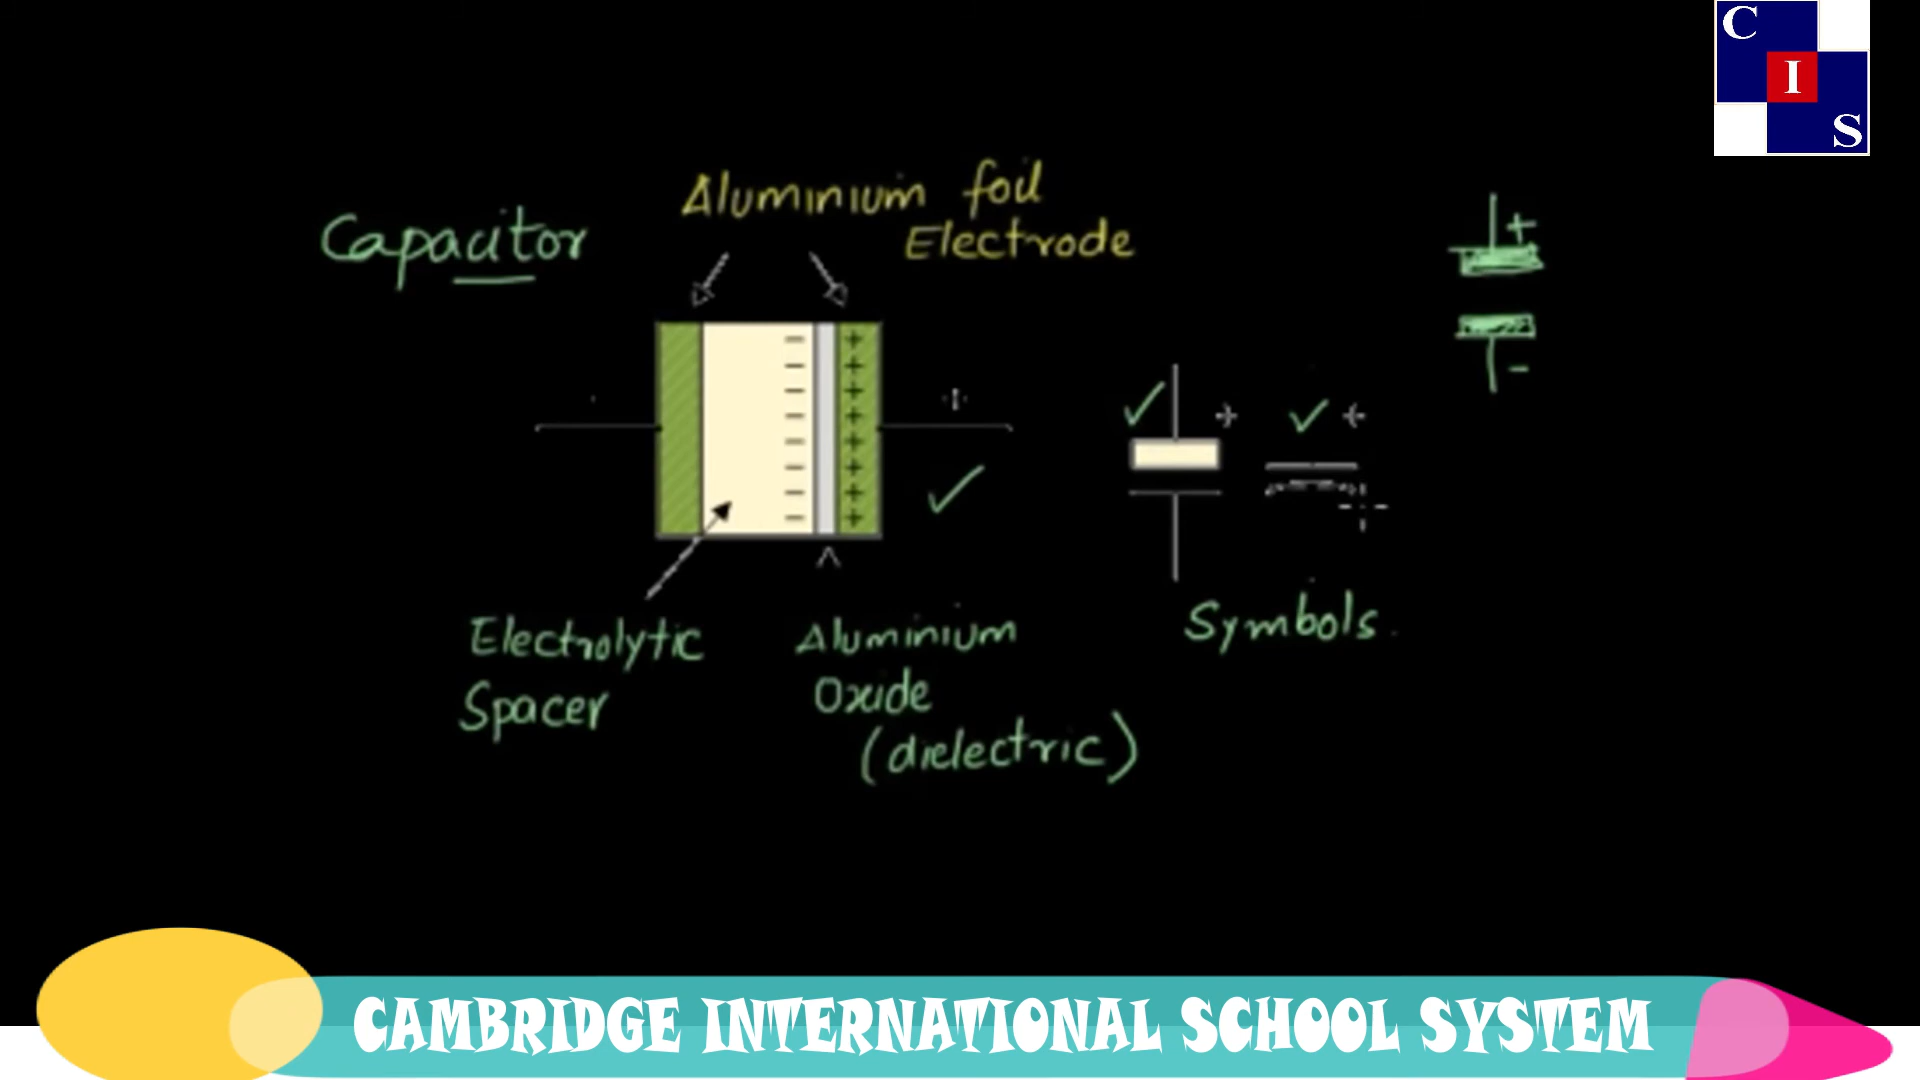 C
I
S
Capacitor
Aluminium foil
Electrode
Electrolytic
Spacer
Aluminium
Oxide
(dielectric)
Symbols
CAMBRIDGE INTERNATIONAL SCHOOL SYSTEM